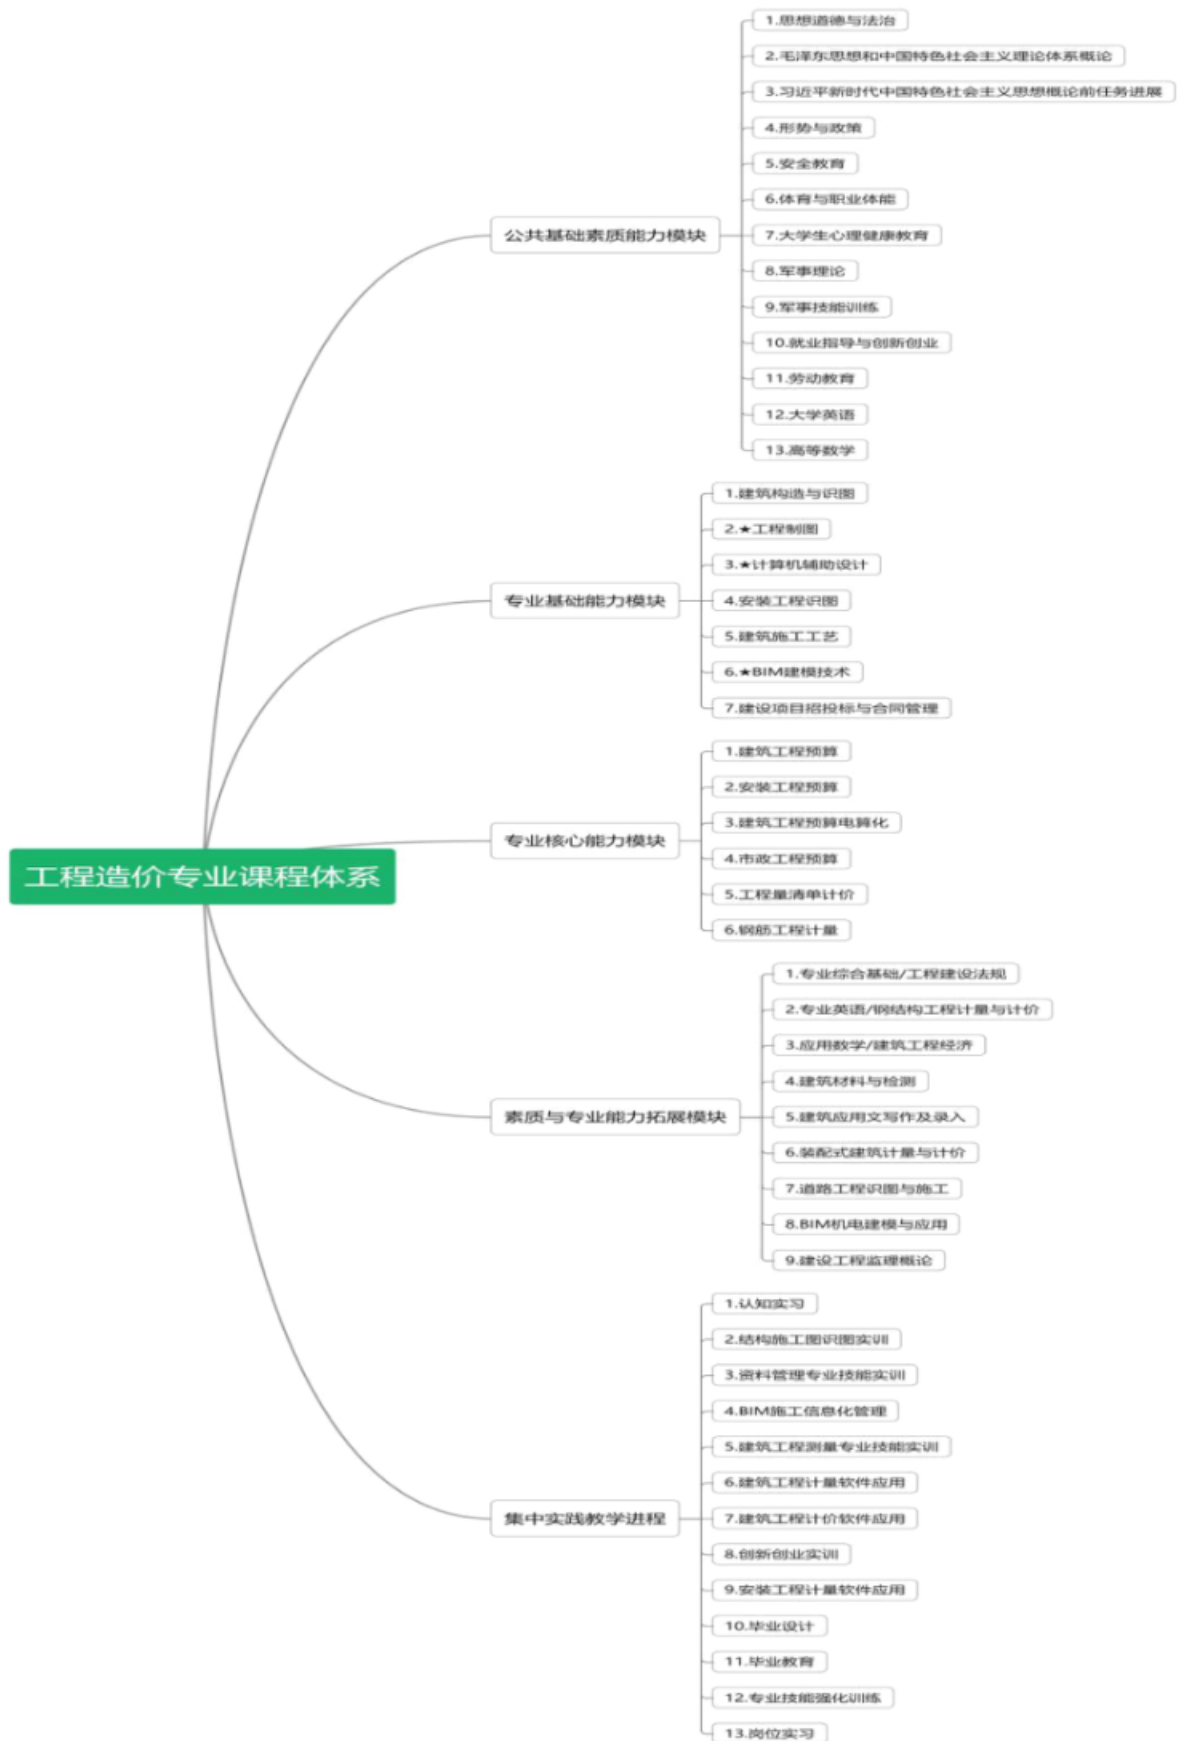 1.思想道德与法治
2.毛泽东思想和中国特色社会主义理论体系概论
3.习近平新时代中国特色社会主义思想概论前任务进展
4.形势与政策
5.安全教育
6.体育与职业体能
公共基础素质能力模块
7.大学生心理健康教育
8.军事理论
9.军事技能训练
10.就业指导与创新创业
11.劳动教育
12.大学英语
13.高等数学
1.建筑构造与识图
2.★工程制图
3.★计算机辅助设计
专业基础能力模块
4.安装工程识图
5.建筑施工工艺
6.★BIM建模技术
7.建设项目招投标与合同管理
1.建筑工程预算
2.安装工程预算
3.建筑工程预算电算化
专业核心能力模块
4.市政工程预算
5.工程量清单计价
6.钢筋工程计量
工程造价专业课程体系
1.专业综合基础/工程建设法规
2.专业英语/钢结构工程计量与计价
3.应用数学/建筑工程经济
4.建筑材料与检测
素质与专业能力拓展模块
5.建筑应用文写作及录入
6.装配式建筑计量与计价
7.道路工程识图与施工
8.BIM机电建模与应用
9.建设工程监理概论
1.认知实习
2.结构施工图识图实训
3.资料管理专业技能实训
4.BIM施工信息化管理
5.建筑工程测量专业技能实训
6.建筑工程计量软件应用
集中实践教学进程
7.建筑工程计价软件应用
8.创新创业实训
9.安装工程计量软件应用
10.毕业设计
11.毕业教育
12.专业技能强化训练
13.岗位实习